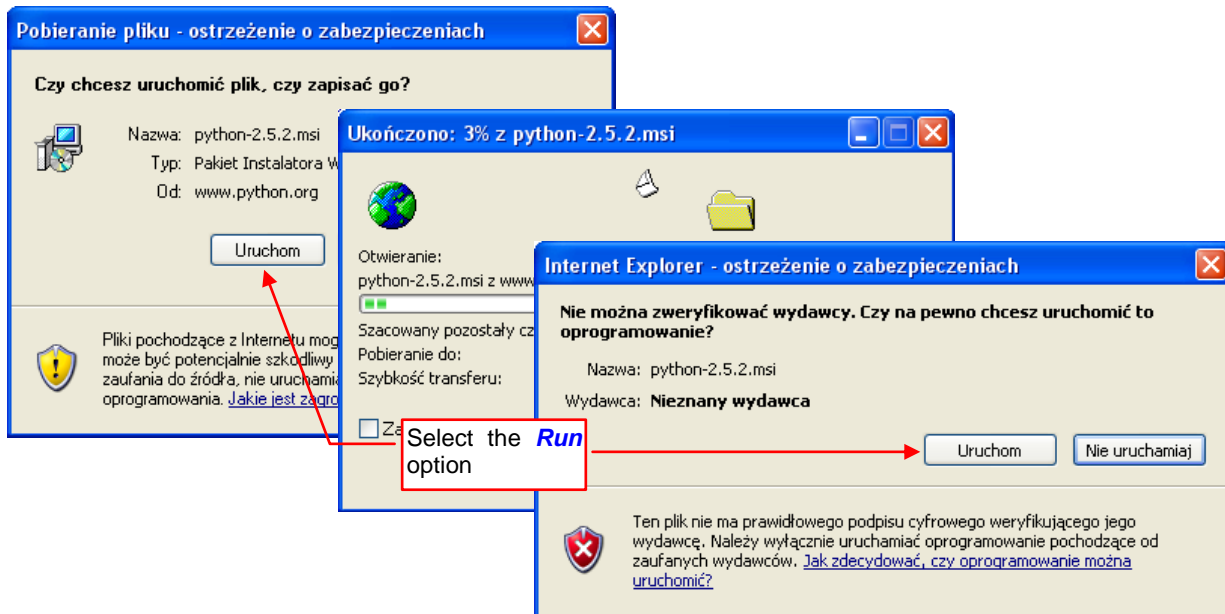 Pobieranie pliku - ostrzeżenie o zabezpieczeniach
Czy chcesz uruchomić plik, czy zapisać go?
Nazwa: python-2.5.2.msi
Typ: Pakiet Instalatora
Od: www.python.org
Uruchom
Pliki pochodzące z Internetu
może być potencjalnie szkodliwy
zaufania do źródła, nie
oprogramowania. Jakie jest
Ukończono: 3% z python-2.5.2.msi
Otwieranie:
python-2.5.2.msi z
Szacowany pozostały
Pobieranie do:
Szybkość transferu:
Select the Run
option
Internet Explorer - ostrzeżenie o zabezpieczeniach
Nie można zweryfikować wydawcy. Czy na pewno chcesz uruchomić to
oprogramowanie?
Nazwa: python-2.5.2.msi
Wydawca: Nieznany wydawca
Uruchom
Nie uruchamiaj
Ten plik nie ma prawidłowego podpisu cyfrowego weryfikującego jego
wydawcę. Należy wyłącznie uruchamiać oprogramowanie pochodzące od
zaufanych wydawców. Jak zdecydować, czy oprogramowanie można
uruchomić?